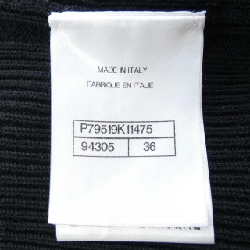 MADE IN ITALY
FABRIQUE EN ITALIE
P79519K11475
94305 36